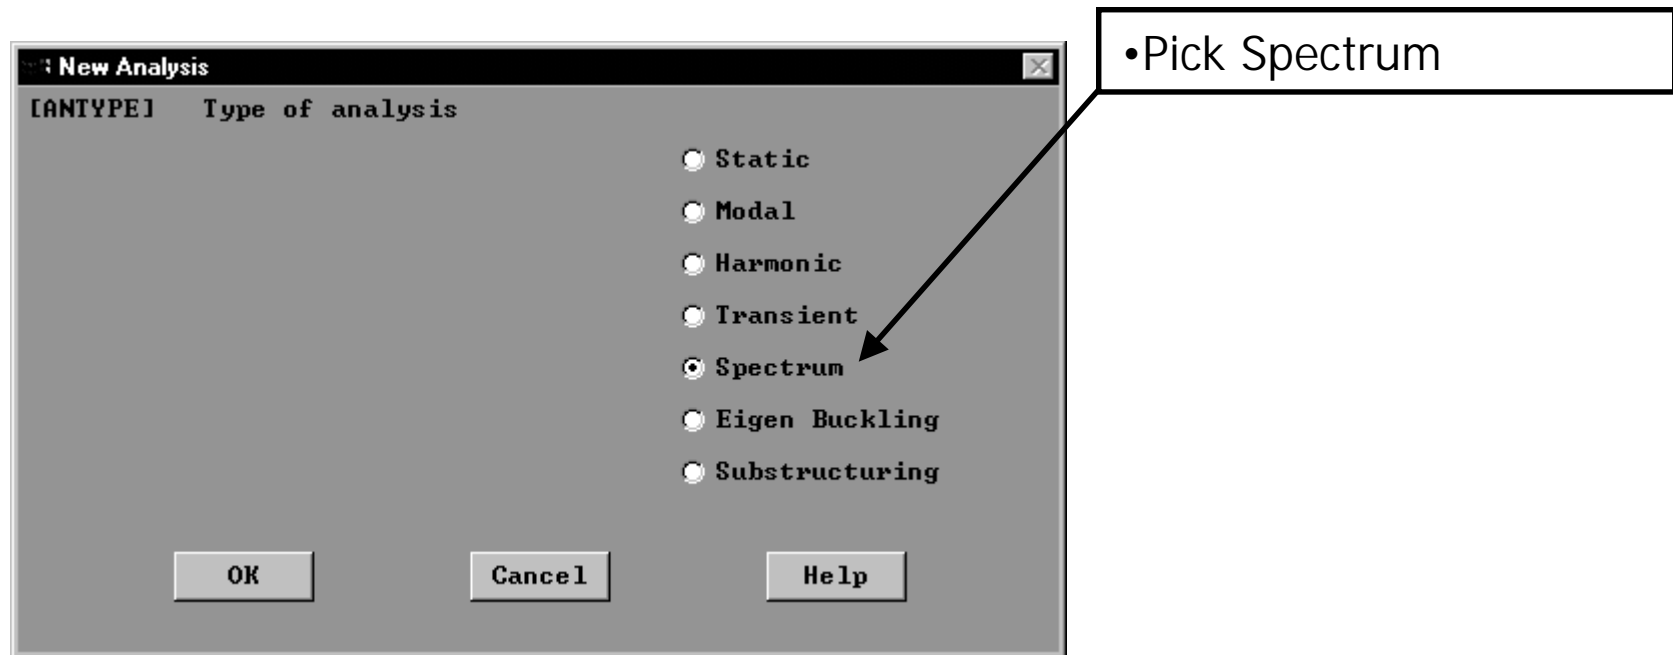 •Pick Spectrum
New Analysis
[ANTYPE] Type of analysis
Static
Modal
Harmonic
Transient
Spectrum
Eigen Buckling
Substructuring
OK Cancel Help